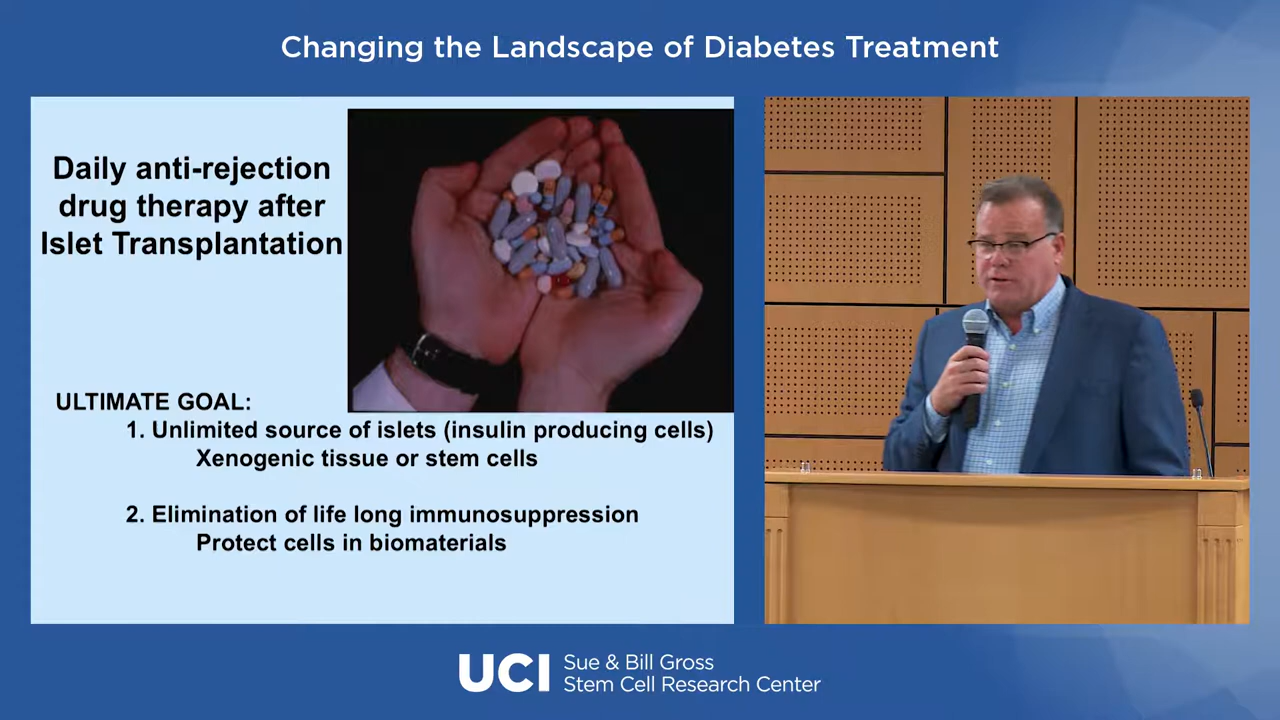 Changing the Landscape of Diabetes Treatment
Daily anti-rejection
drug therapy after
Islet Transplantation
ULTIMATE GOAL:
1. Unlimited source of islets (insulin producing cells)
Xenogenic tissue or stem cells
2. Elimination of life long immunosuppression
Protect cells in biomaterials
UCI
Sue & Bill Gross
Stem Cell Research Center